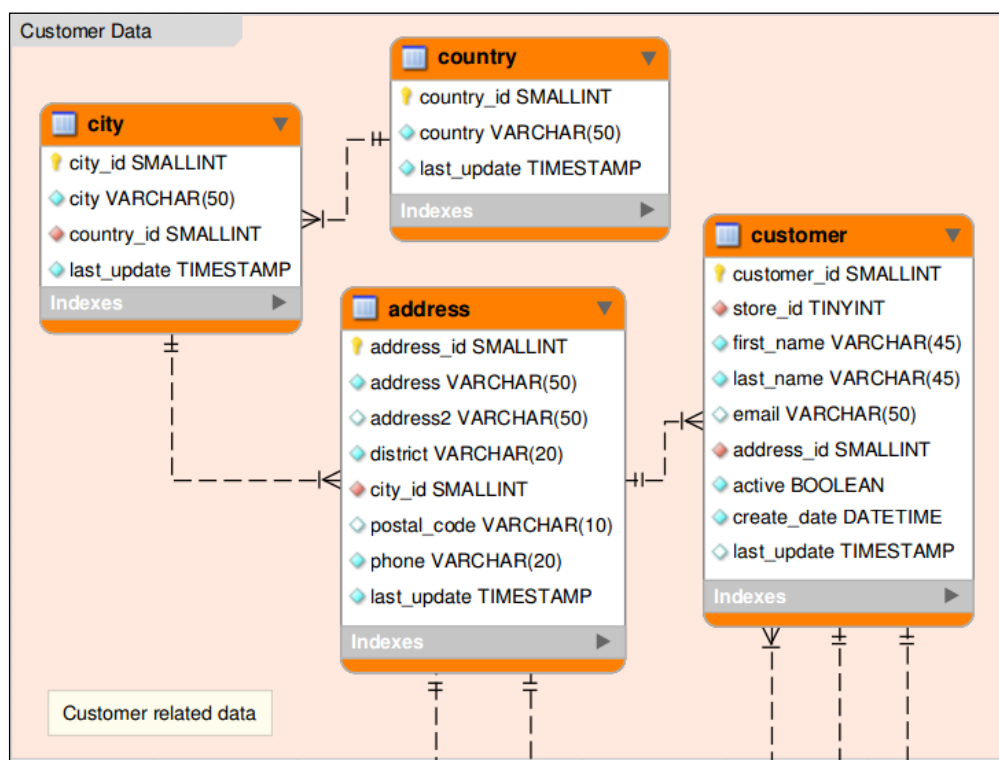 Customer Data
country
country_id SMALLINT
country VARCHAR(50)
last_update TIMESTAMP
Indexes
city
city_id SMALLINT
city VARCHAR(50)
country_id SMALLINT
last_update TIMESTAMP
Indexes
customer
customer_id SMALLINT
store_id TINYINT
first_name VARCHAR(45)
last_name VARCHAR(45)
email VARCHAR(50)
address_id SMALLINT
active BOOLEAN
create_date DATETIME
last_update TIMESTAMP
Indexes
address
address_id SMALLINT
address VARCHAR(50)
address2 VARCHAR(50)
district VARCHAR(20)
city_id SMALLINT
postal_code VARCHAR(10)
phone VARCHAR(20)
last_update TIMESTAMP
Indexes
Customer related data